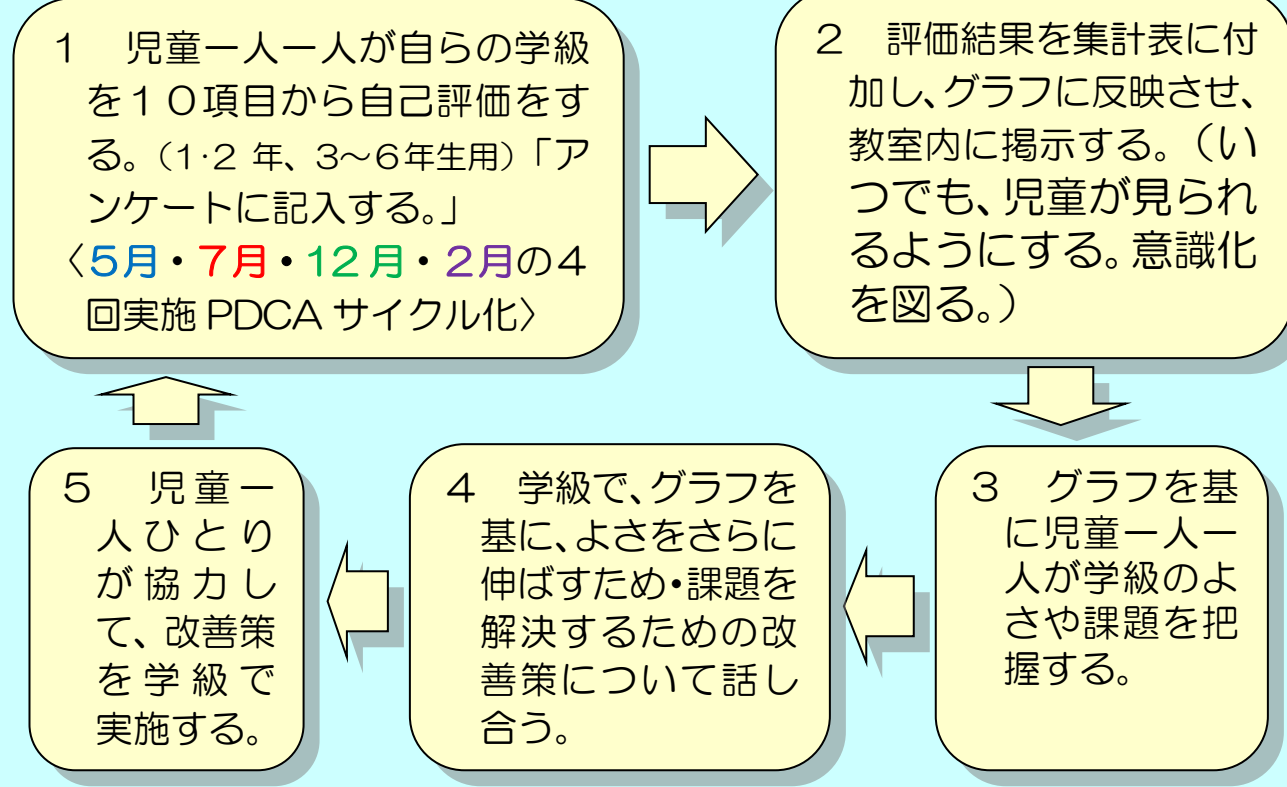 １　児童一人一人が自らの学級
を１０項目から自己評価をす
る。（1・2 年、3～6年生用）「ア
ンケートに記入する。」
〈５月・７月・１２月・２月の４
回実施 PDCA サイクル化〉
２　評価結果を集計表に付
加し、グラフに反映させ、
教室内に掲示する。（い
つでも、児童が見られ
るようにする。意識化
を図る。）
３　グラフを基
に児童一人一
人が学級のよ
さや課題を把
握する。
４　学級で、グラフを
基に、よさをさらに
伸ばすため・課題を
解決するための改
善策について話し
合う。
５　児童一
人ひとり
が協力し
て、改善策
を学級で
実施する。